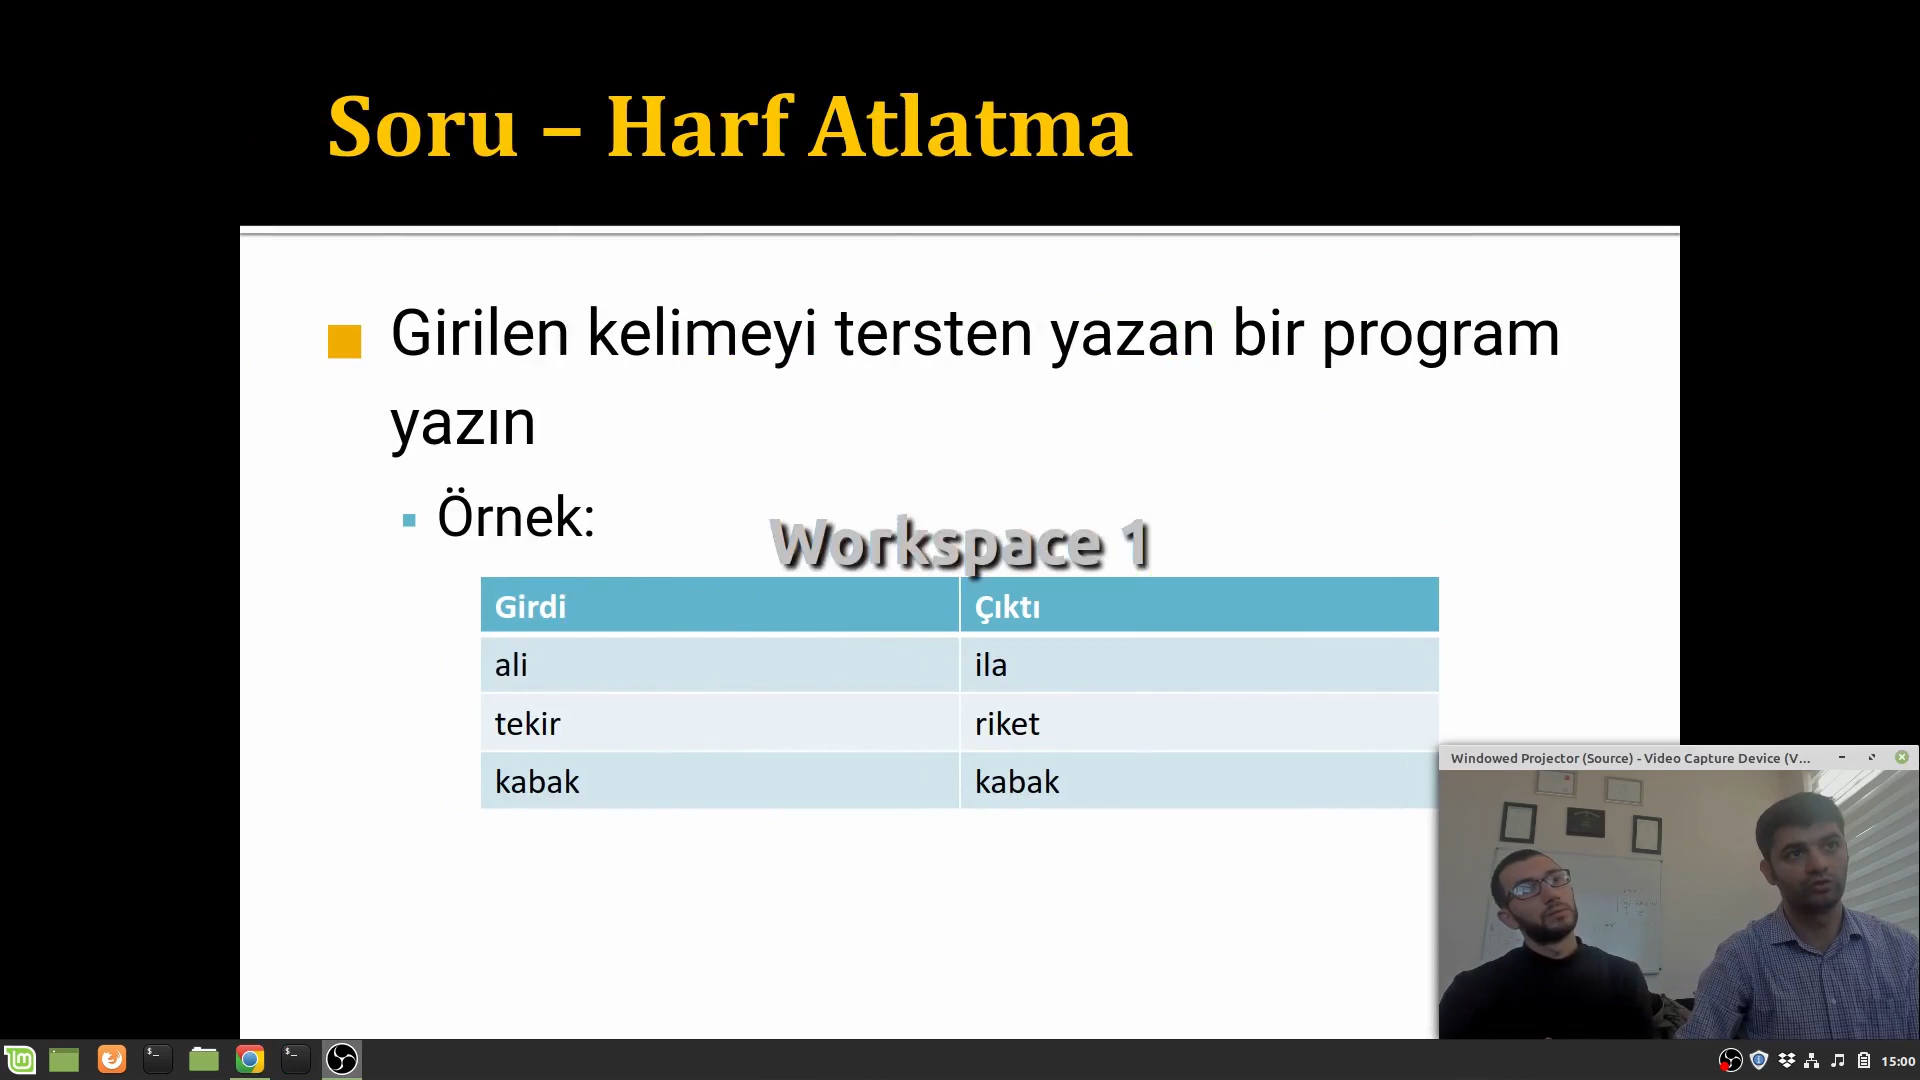 Soru – Harf Atlatma
Girilen kelimeyi tersten yazan bir program
yazın
Örnek:
Workspace 1
Girdi Çıktı
ali ila
tekir riket
kabak kabak
Windowed Projector (Source) - Video Capture Device (V...
15:00